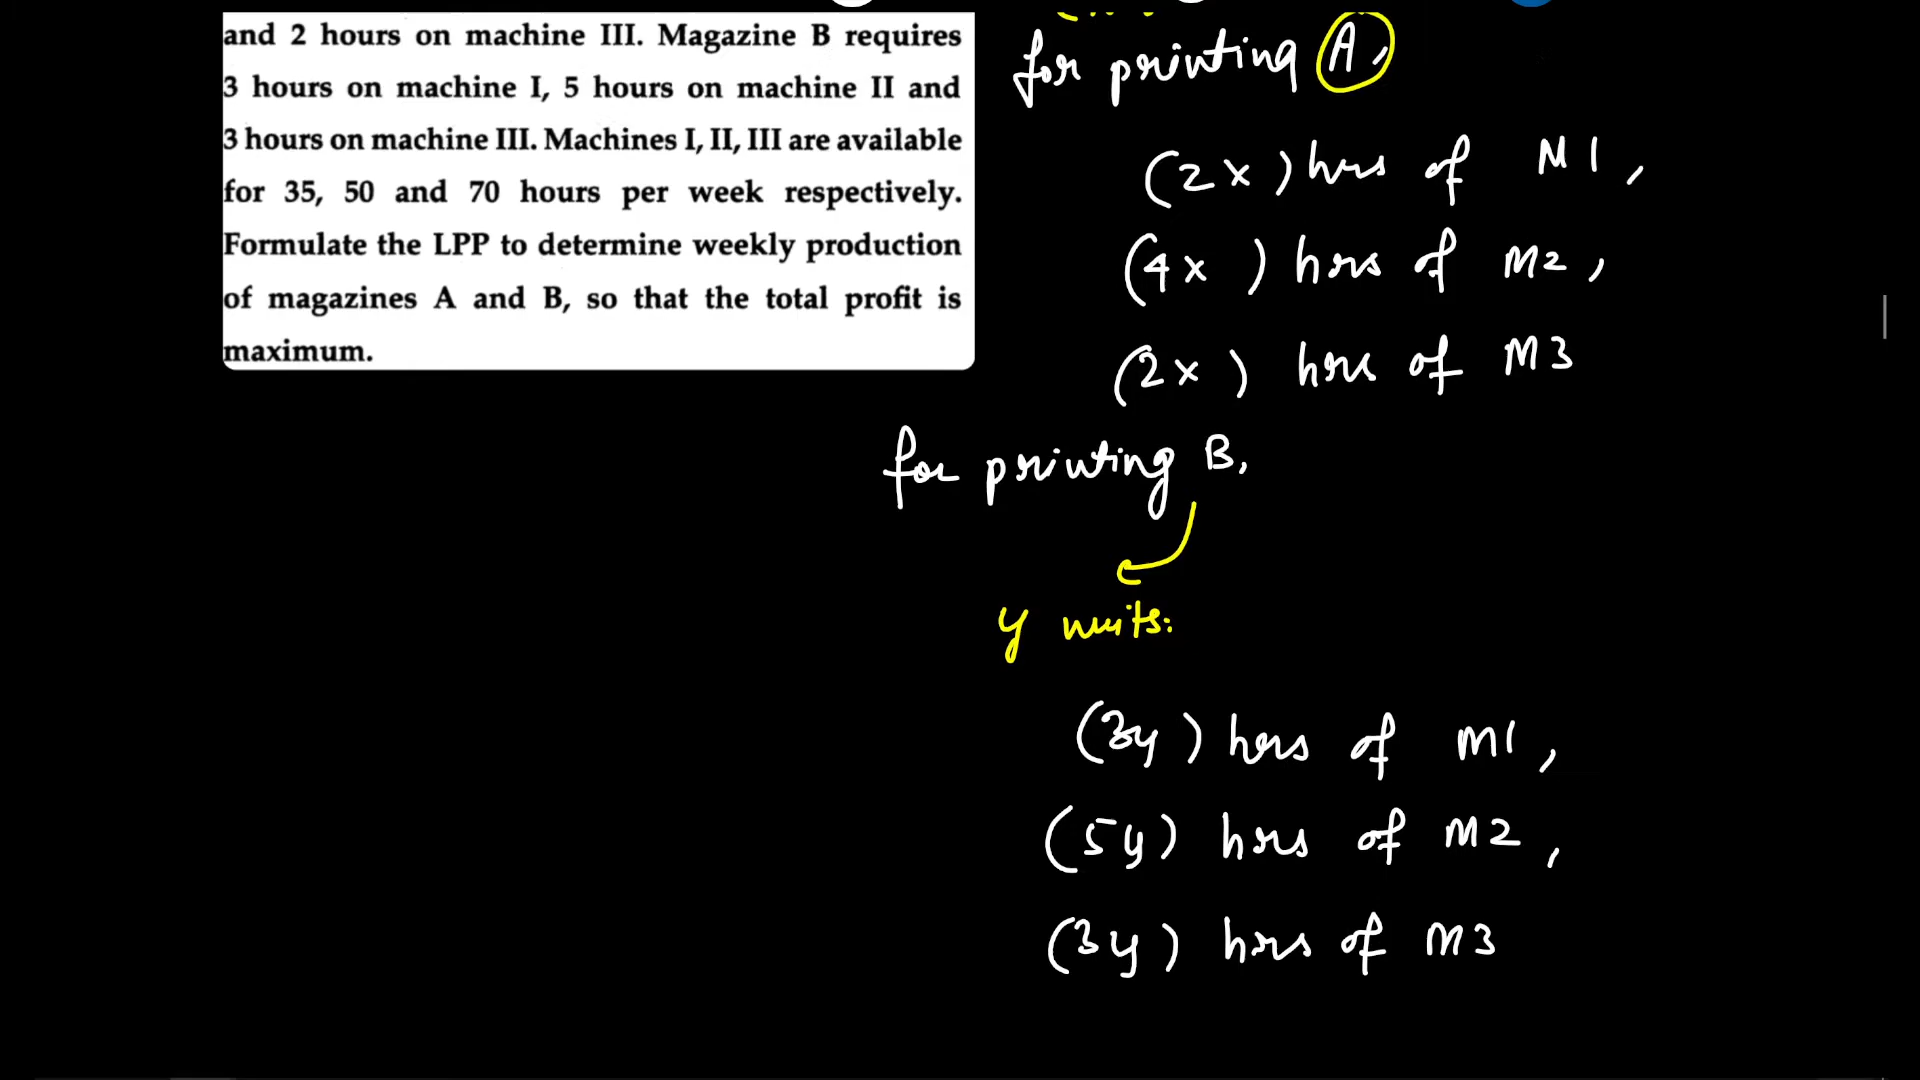 and 2 hours on machine III. Magazine B requires
3 hours on machine I, 5 hours on machine II and
3 hours on machine III. Machines I, II, III are available
for 35, 50 and 70 hours per week respectively.
Formulate the LPP to determine weekly production
of magazines A and B, so that the total profit is
maximum.
for printing A,
(2x) hrs of M1,
(4x) hrs of M2,
(2x) hrs of M3
for printing B,
y units:
(3y) hrs of M1,
(5y) hrs of M2,
(3y) hrs of M3